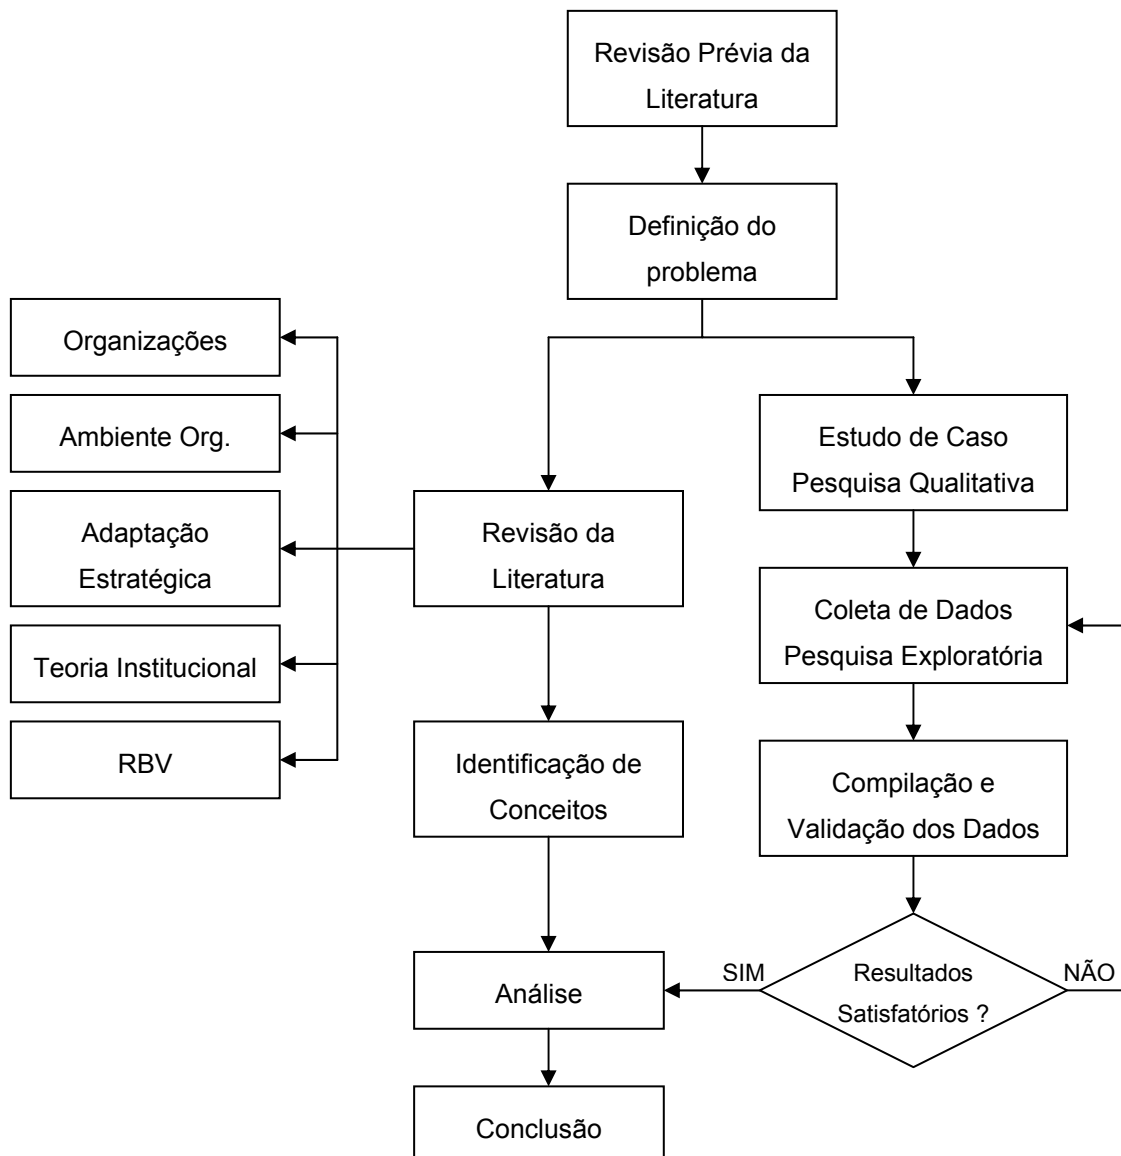 Revisão Prévia da
Literatura
Definição do
problema
Organizações
Ambiente Org.
Adaptação
Estratégica
Teoria Institucional
RBV
Revisão da
Literatura
Identificação de
Conceitos
Estudo de Caso
Pesquisa Qualitativa
Coleta de Dados
Pesquisa Exploratória
Compilação e
Validação dos Dados
Resultados
Satisfatórios ?
SIM
NÃO
Análise
Conclusão